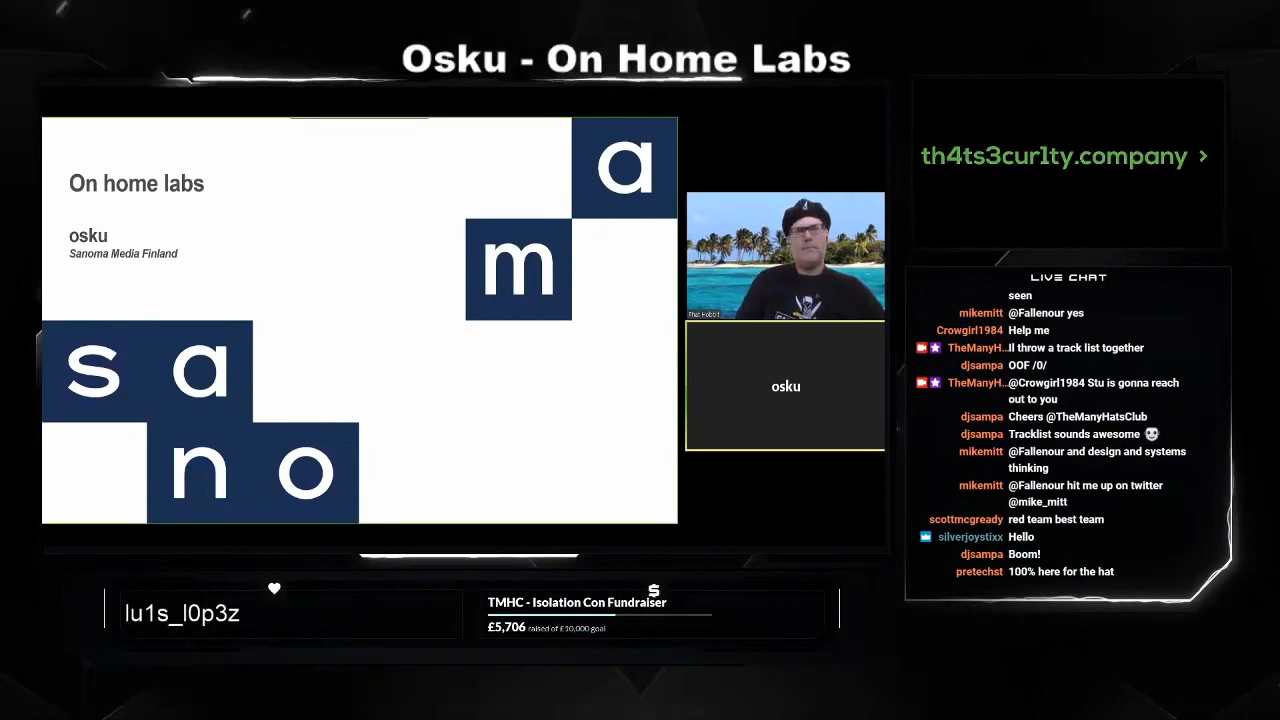 Osku - On Home Labs
On home labs
osku
Sanoma Media Finland
a
m
s a
n o
Phat Hobbit
osku
th4ts3cur1ty.company >
LIVE CHAT
seen
mikemitt @Fallenour yes
Crowgirl1984 Help me
TheManyH... Il throw a track list together
djsampa OOF /0/
TheManyH... @Crowgirl1984 Stu is gonna reach
out to you
djsampa Cheers @TheManyHatsClub
djsampa Tracklist sounds awesome
mikemitt @Fallenour and design and systems
thinking
mikemitt @Fallenour hit me up on twitter
@mike_mitt
scottmcgready red team best team
silverjoystixx Hello
djsampa Boom!
pretechst 100% here for the hat
lu1s_l0p3z
$
TMHC - Isolation Con Fundraiser
£5,706 raised of £10,000 goal